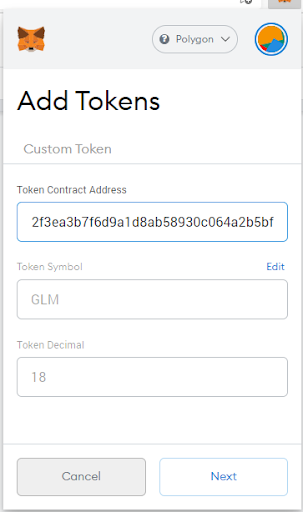 Polygon
Add Tokens
Custom Token
Token Contract Address
2f3ea3b7f6d9a1d8ab58930c064a2b5bf
Token Symbol Edit
GLM
Token Decimal
18
Cancel Next